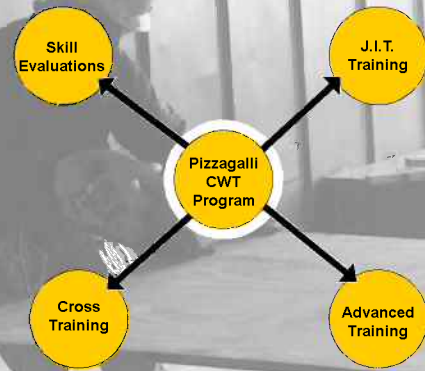 Skill
Evaluations
J.I.T.
Training
Pizzagalli
CWT
Program
Cross
Training
Advanced
Training